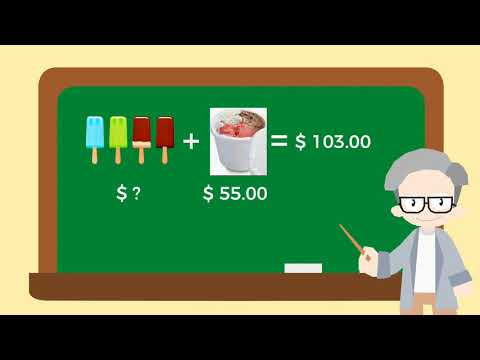 + = $ 103.00
$ ? $ 55.00